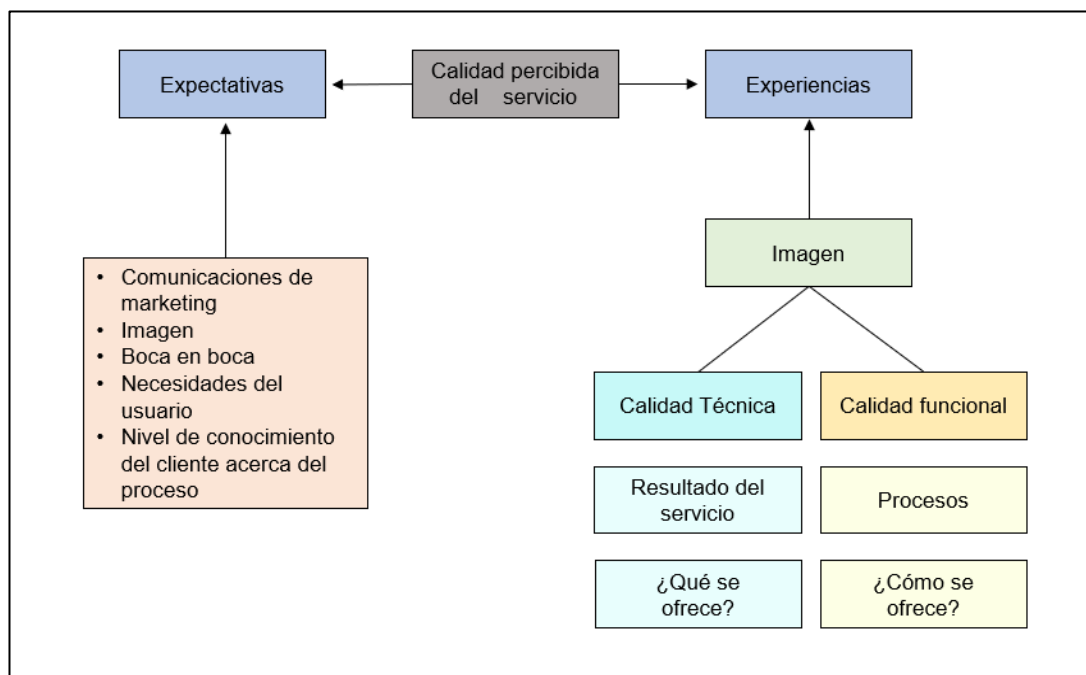 Expectativas
Calidad percibida
del servicio
Experiencias
• Comunicaciones de
marketing
• Imagen
• Boca en boca
• Necesidades del
usuario
• Nivel de conocimiento
del cliente acerca del
proceso
Imagen
Calidad Técnica
Calidad funcional
Resultado del
servicio
Procesos
¿Qué se
ofrece?
¿Cómo se
ofrece?